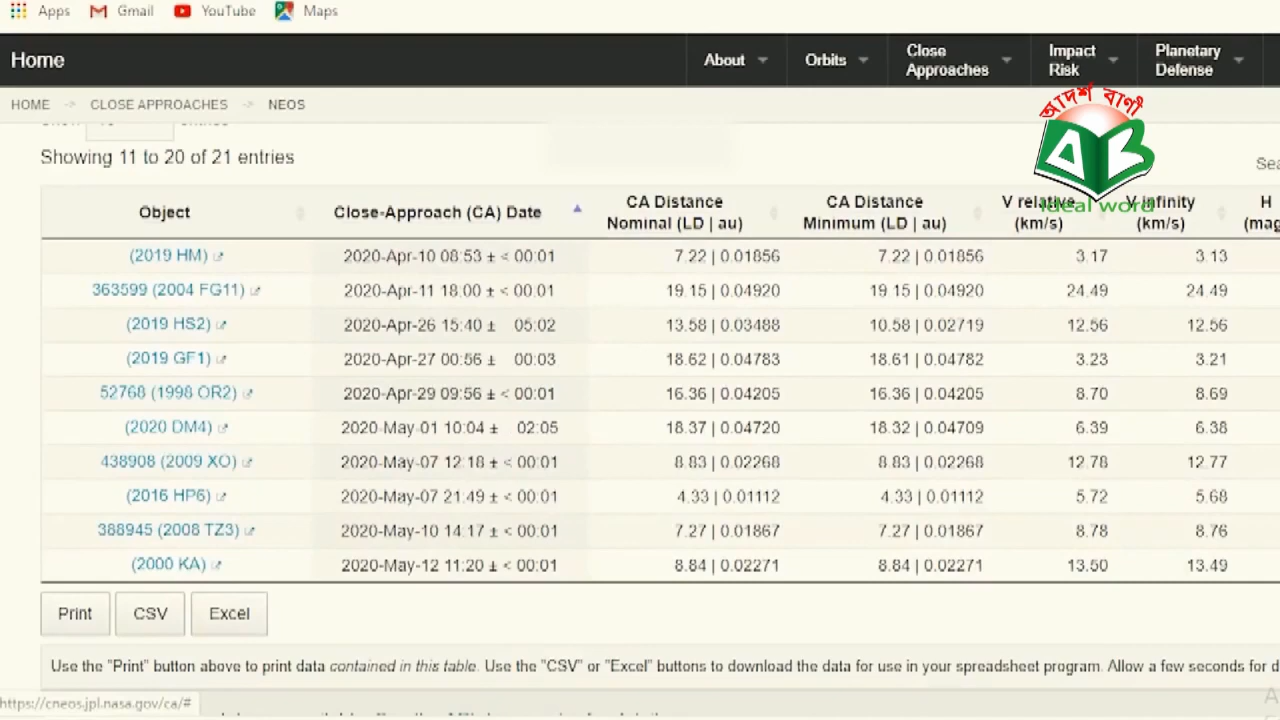 Apps Gmail YouTube Maps
Home About Orbits Close Approaches Impact Risk Planetary Defense
HOME CLOSE APPROACHES NEOS
আদর্শ বাণী
AB
Ideal word
Showing 11 to 20 of 21 entries
Object Close-Approach (CA) Date CA Distance Nominal (LD | au) CA Distance Minimum (LD | au) V relative (km/s) V infinity (km/s) H
(2019 HM) 2020-Apr-10 08:53 ± < 00:01 7.22 | 0.01856 7.22 | 0.01856 3.17 3.13
363599 (2004 FG11) 2020-Apr-11 18:00 ± < 00:01 19.15 | 0.04920 19.15 | 0.04920 24.49 24.49
(2019 HS2) 2020-Apr-26 15:40 ± 05:02 13.58 | 0.03488 10.58 | 0.02719 12.56 12.56
(2019 GF1) 2020-Apr-27 00:56 ± 00:03 18.62 | 0.04783 18.61 | 0.04782 3.23 3.21
52768 (1998 OR2) 2020-Apr-29 09:56 ± < 00:01 16.36 | 0.04205 16.36 | 0.04205 8.70 8.69
(2020 DM4) 2020-May-01 10:04 ± 02:05 18.37 | 0.04720 18.32 | 0.04709 6.39 6.38
438908 (2009 XO) 2020-May-07 12:18 ± < 00:01 8.83 | 0.02268 8.83 | 0.02268 12.78 12.77
(2016 HP6) 2020-May-07 21:49 ± < 00:01 4.33 | 0.01112 4.33 | 0.01112 5.72 5.68
388945 (2008 TZ3) 2020-May-10 14:17 ± < 00:01 7.27 | 0.01867 7.27 | 0.01867 8.78 8.76
(2000 KA) 2020-May-12 11:20 ± < 00:01 8.84 | 0.02271 8.84 | 0.02271 13.50 13.49
Print CSV Excel
Use the "Print" button above to print data contained in this table. Use the "CSV" or "Excel" buttons to download the data for use in your spreadsheet program. Allow a few seconds for
https://cneos.jpl.nasa.gov/ca/#